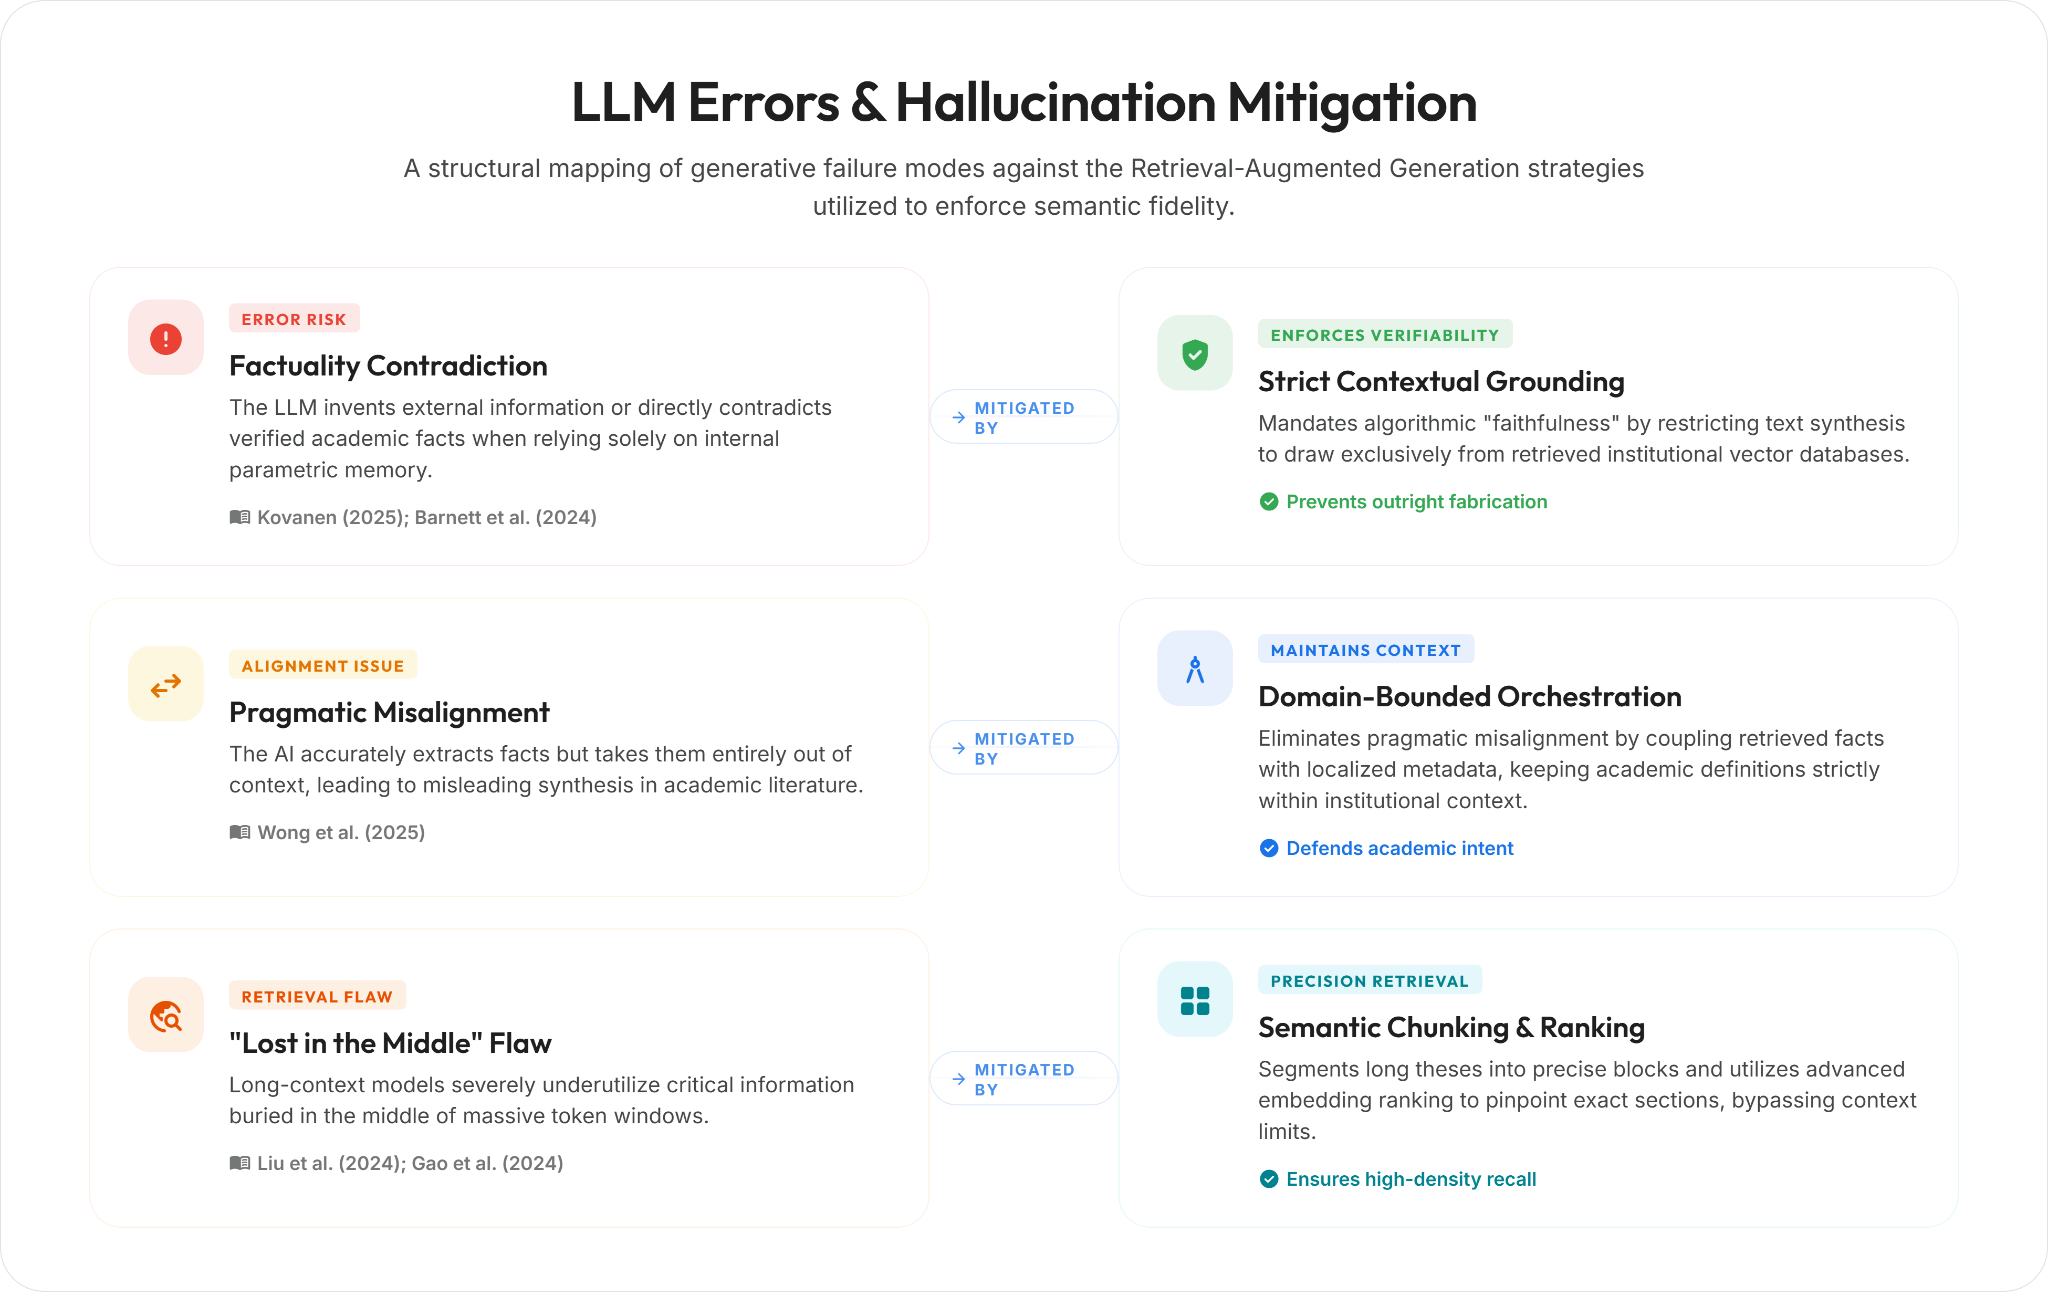 LLM Errors & Hallucination Mitigation
A structural mapping of generative failure modes against the Retrieval-Augmented Generation strategies
utilized to enforce semantic fidelity.
ERROR RISK
Factuality Contradiction
The LLM invents external information or directly contradicts
verified academic facts when relying solely on internal
parametric memory.
Kovanen (2025); Barnett et al. (2024)
MITIGATED
BY
ENFORCES VERIFIABILITY
Strict Contextual Grounding
Mandates algorithmic "faithfulness" by restricting text synthesis
to draw exclusively from retrieved institutional vector databases.
Prevents outright fabrication
ALIGNMENT ISSUE
Pragmatic Misalignment
The AI accurately extracts facts but takes them entirely out of
context, leading to misleading synthesis in academic literature.
Wong et al. (2025)
MITIGATED
BY
MAINTAINS CONTEXT
Domain-Bounded Orchestration
Eliminates pragmatic misalignment by coupling retrieved facts
with localized metadata, keeping academic definitions strictly
within institutional context.
Defends academic intent
RETRIEVAL FLAW
"Lost in the Middle" Flaw
Long-context models severely underutilize critical information
buried in the middle of massive token windows.
Liu et al. (2024); Gao et al. (2024)
MITIGATED
BY
PRECISION RETRIEVAL
Semantic Chunking & Ranking
Segments long theses into precise blocks and utilizes advanced
embedding ranking to pinpoint exact sections, bypassing context
limits.
Ensures high-density recall